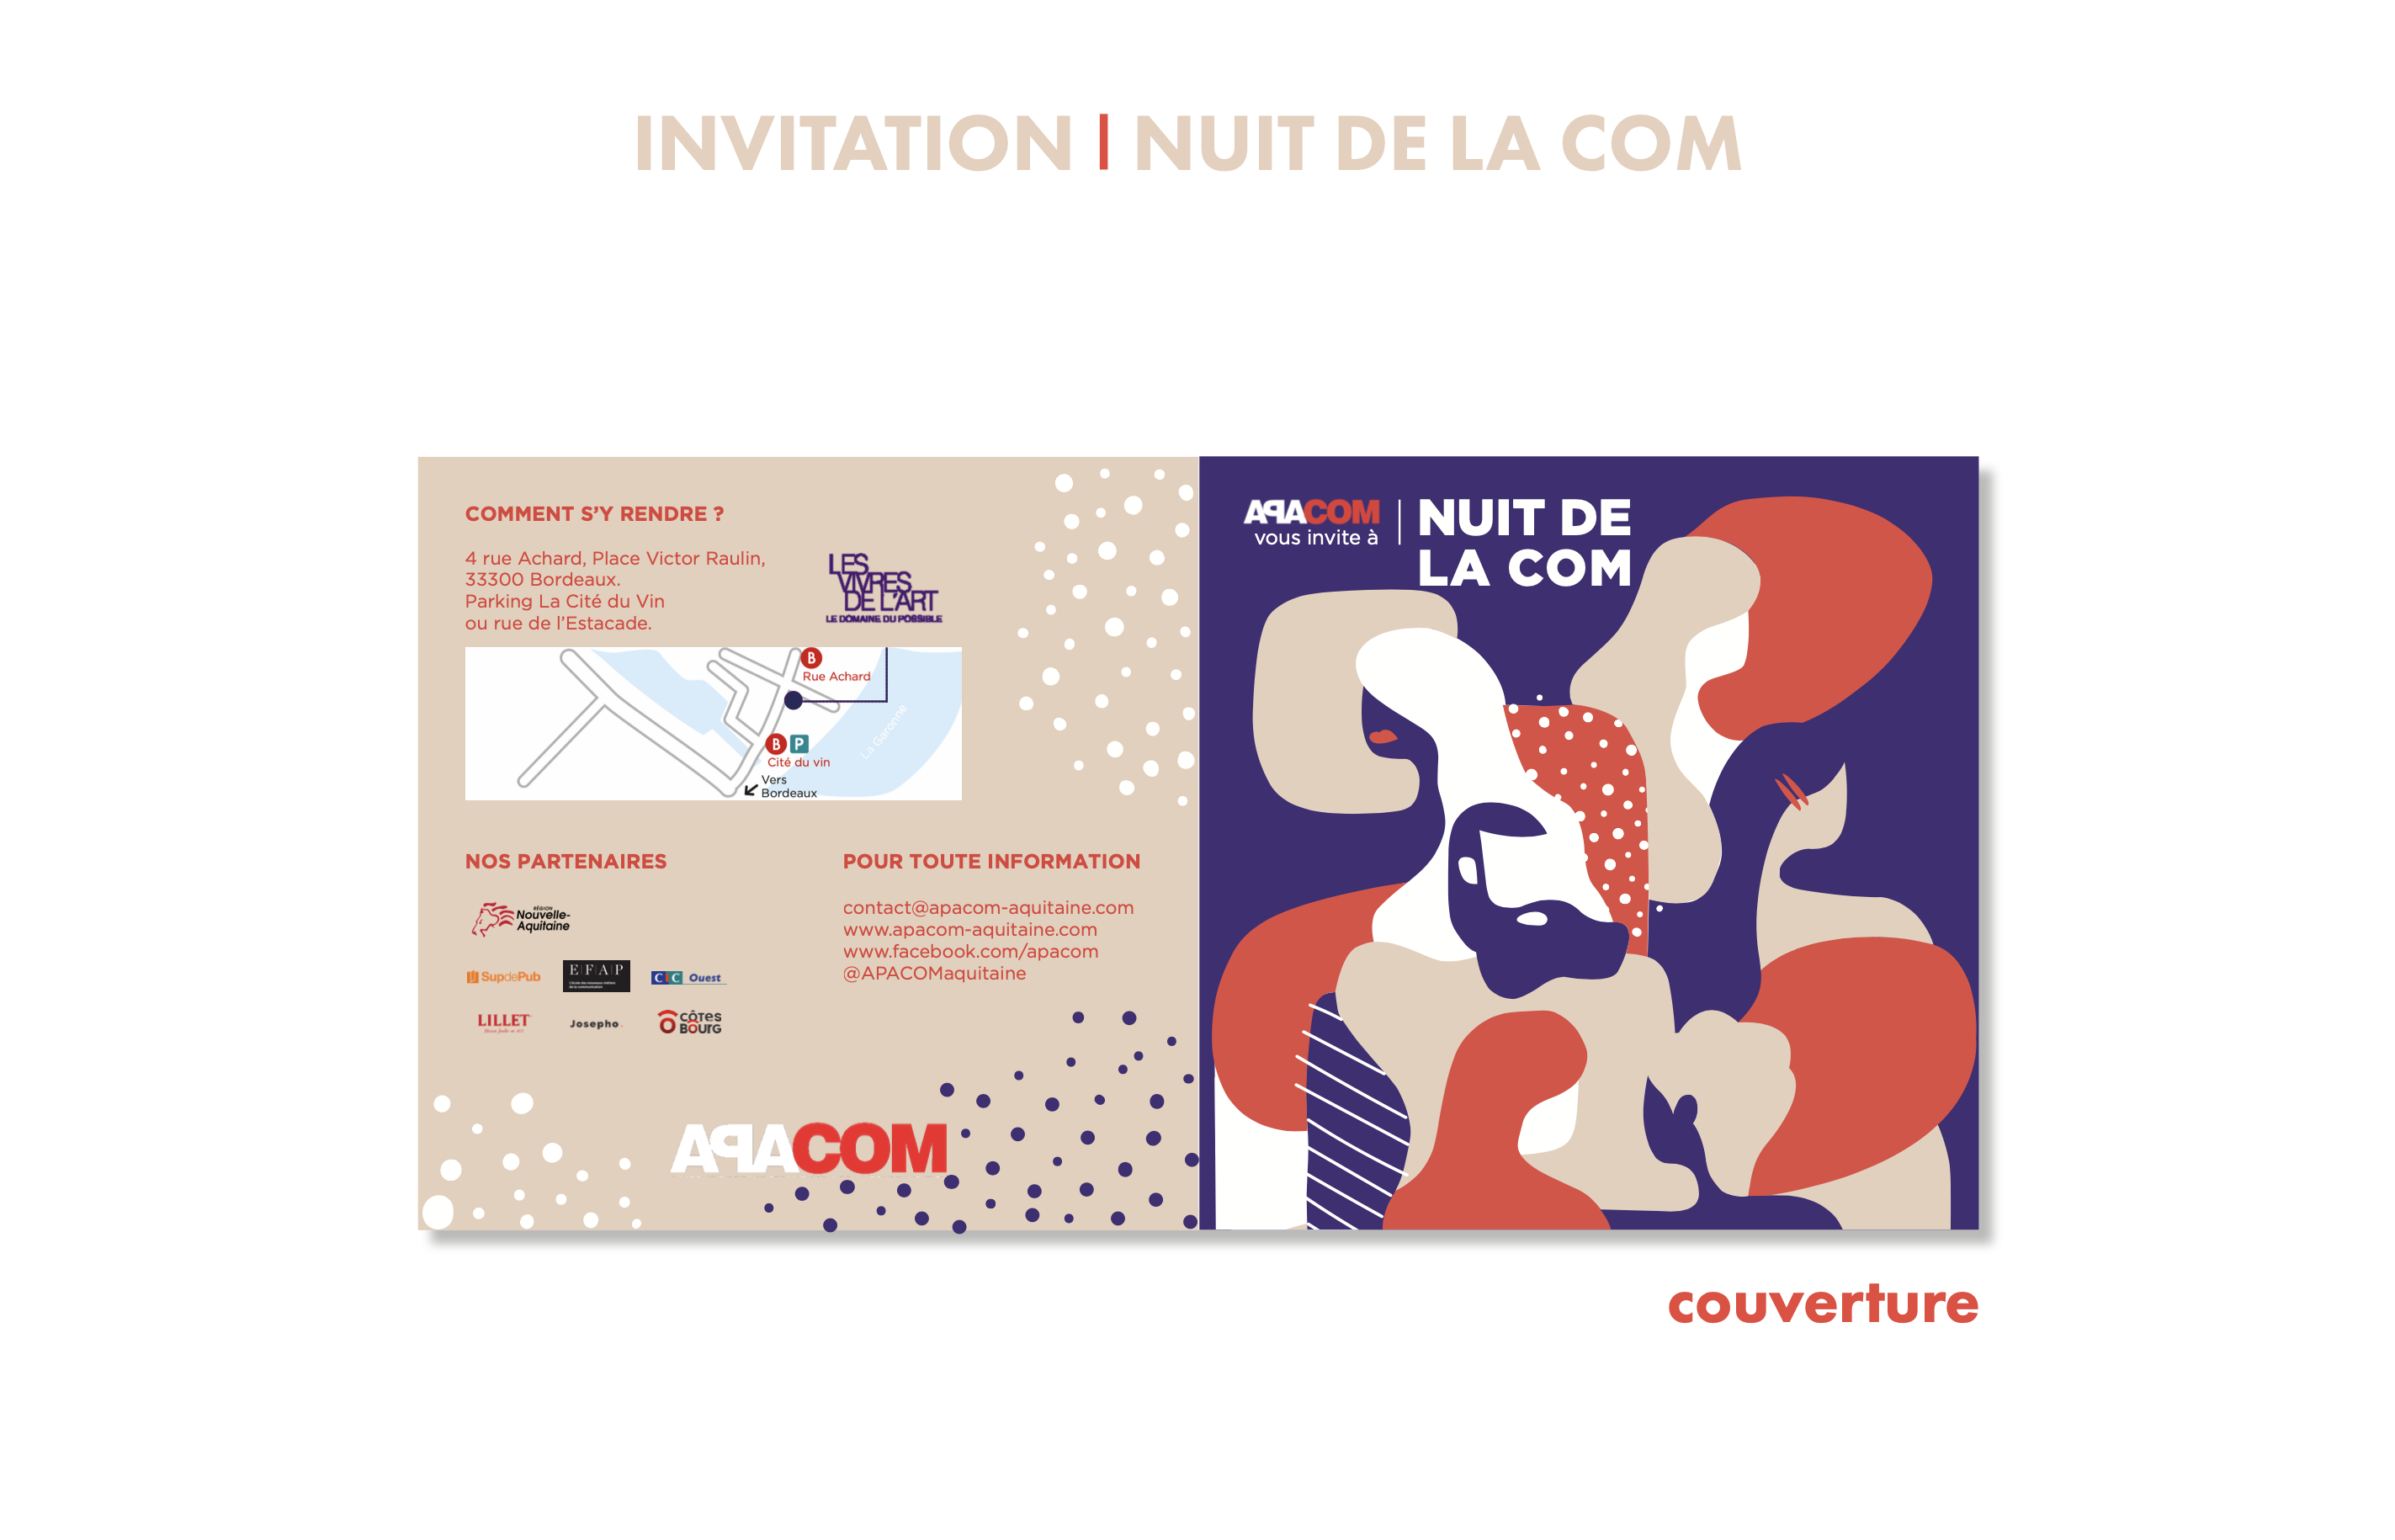 INVITATION | NUIT DE LA COM
COMMENT S'Y RENDRE ?
4 rue Achard, Place Victor Raulin,
33300 Bordeaux.
Parking La Cité du Vin
ou rue de l'Estacade.
LES
VIVRES
DE L'ART
LE DOMAINE DU POSSIBLE
B
Rue Achard
La Garonne
B P
Cité du vin
Vers
Bordeaux
NOS PARTENAIRES
RÉGION
Nouvelle-
Aquitaine
SupdePub
E|F|A|P
CIC Ouest
LILLET
Josepho.
CÔTES
BOURG
POUR TOUTE INFORMATION
contact@apacom-aquitaine.com
www.apacom-aquitaine.com
www.facebook.com/apacom
@APACOMaquitaine
APACOM
APACOM
vous invite à
NUIT DE
LA COM
couverture